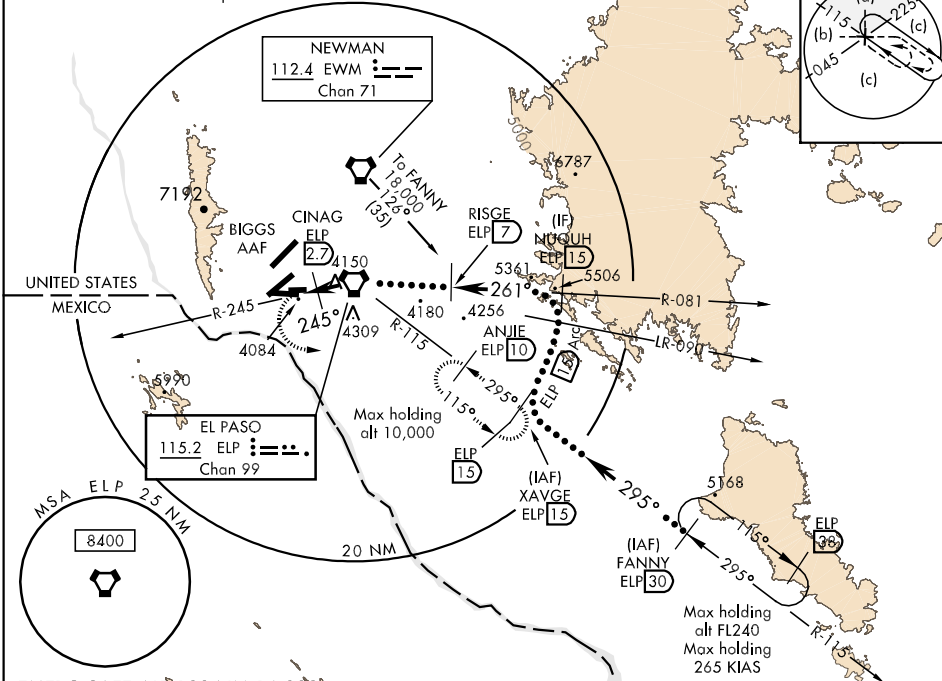 NEWMAN
112.4 EWM
Chan 71
115
225
(b)
(c)
045
(c)
5000
6787
To FANNY
18,000
126°
(35)
7192
BIGGS
AAF
CINAG
ELP
2.7
4150
RISGE
ELP 7
(IF)
NUQUH
ELP 15
5361
5506
UNITED STATES
MEXICO
261°
R-081
R-245
245°
4309
4180
4256
LR-090
4084
R-115
ANJIE
ELP 10
ELP 15 Arc
5990
295°
115°
Max holding
alt 10,000
EL PASO
115.2 ELP
Chan 99
ELP
15
(IAF)
XAVGE
ELP 15
295°
5168
MSA ELP 25 NM
8400
20 NM
(IAF)
FANNY
ELP 30
115°
295°
ELP
38
Max holding
alt FL240
Max holding
265 KIAS
R-115